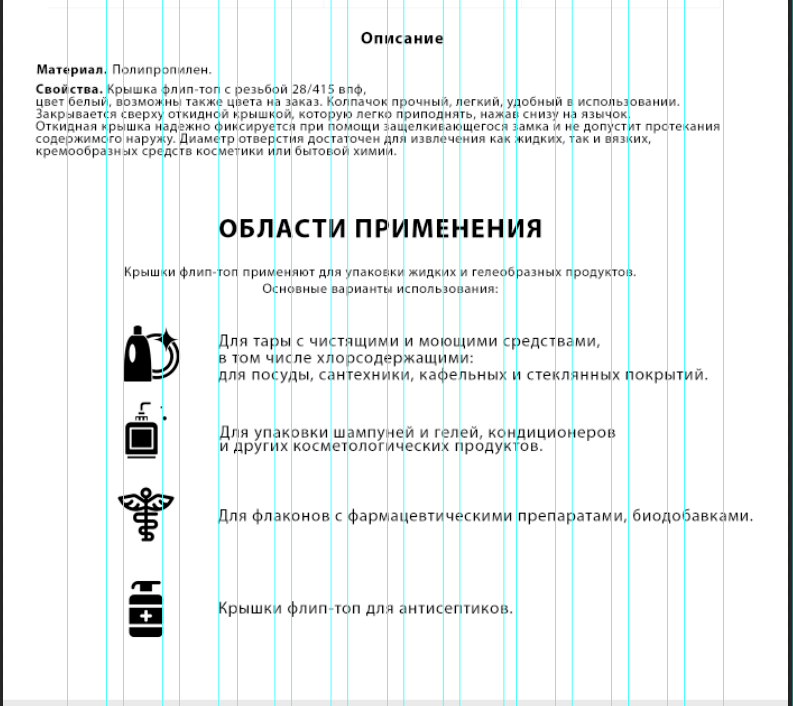 Описание
Материал. Полипропилен.
Свойства. Крышка флип-топ с резьбой 28/415 впф,
цвет белый, возможны также цвета на заказ. Колпачок прочный, легкий, удобный в использовании.
Закрывается сверху откидной крышкой, которую легко приподнять, нажав снизу на язычок.
Откидная крышка надежно фиксируется при помощи защелкивающегося замка и не допустит протекания
содержимого наружу. Диаметр отверстия достаточен для извлечения как жидких, так и вязких,
кремообразных средств косметики или бытовой химии.
ОБЛАСТИ ПРИМЕНЕНИЯ
Крышки флип-топ применяют для упаковки жидких и гелеобразных продуктов.
Основные варианты использования:
Для тары с чистящими и моющими средствами,
в том числе хлорсодержащими:
для посуды, сантехники, кафельных и стеклянных покрытий.
Для упаковки шампуней и гелей, кондиционеров
и других косметологических продуктов.
Для флаконов с фармацевтическими препаратами, биодобавками.
Крышки флип-топ для антисептиков.